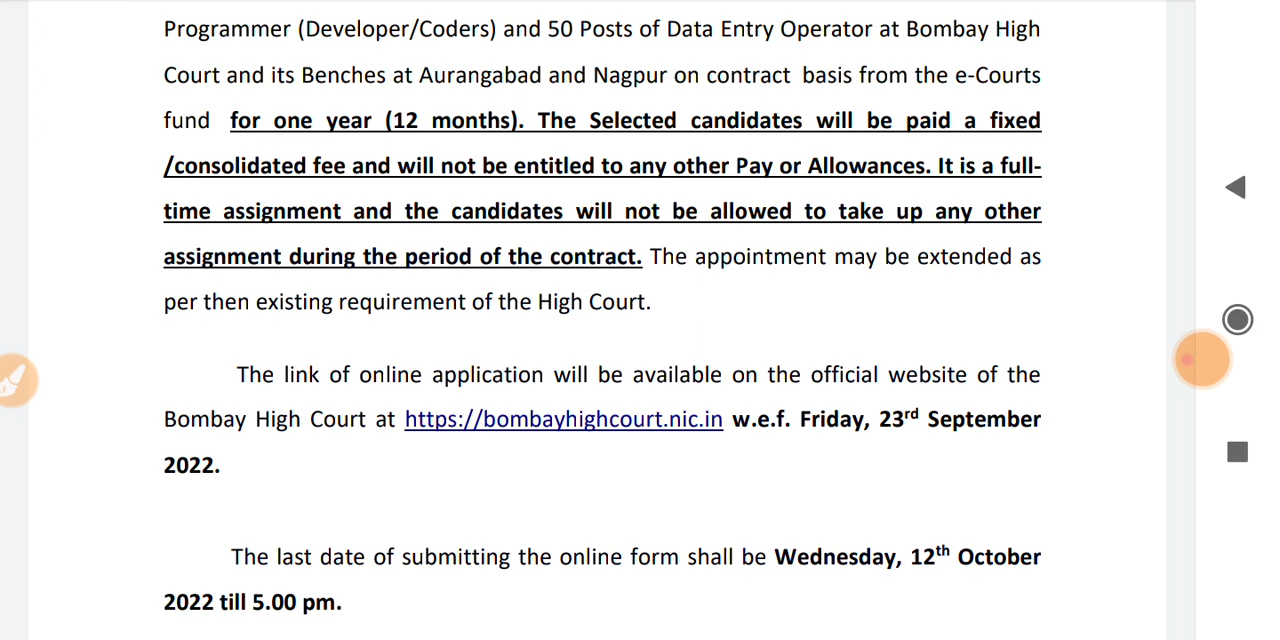 Programmer (Developer/Coders) and 50 Posts of Data Entry Operator at Bombay High
Court and its Benches at Aurangabad and Nagpur on contract basis from the e-Courts
fund for one year (12 months). The Selected candidates will be paid a fixed
/consolidated fee and will not be entitled to any other Pay or Allowances. It is a full-
time assignment and the candidates will not be allowed to take up any other
assignment during the period of the contract. The appointment may be extended as
per then existing requirement of the High Court.
The link of online application will be available on the official website of the
Bombay High Court at https://bombayhighcourt.nic.in w.e.f. Friday, 23rd September
2022.
The last date of submitting the online form shall be Wednesday, 12th October
2022 till 5.00 pm.